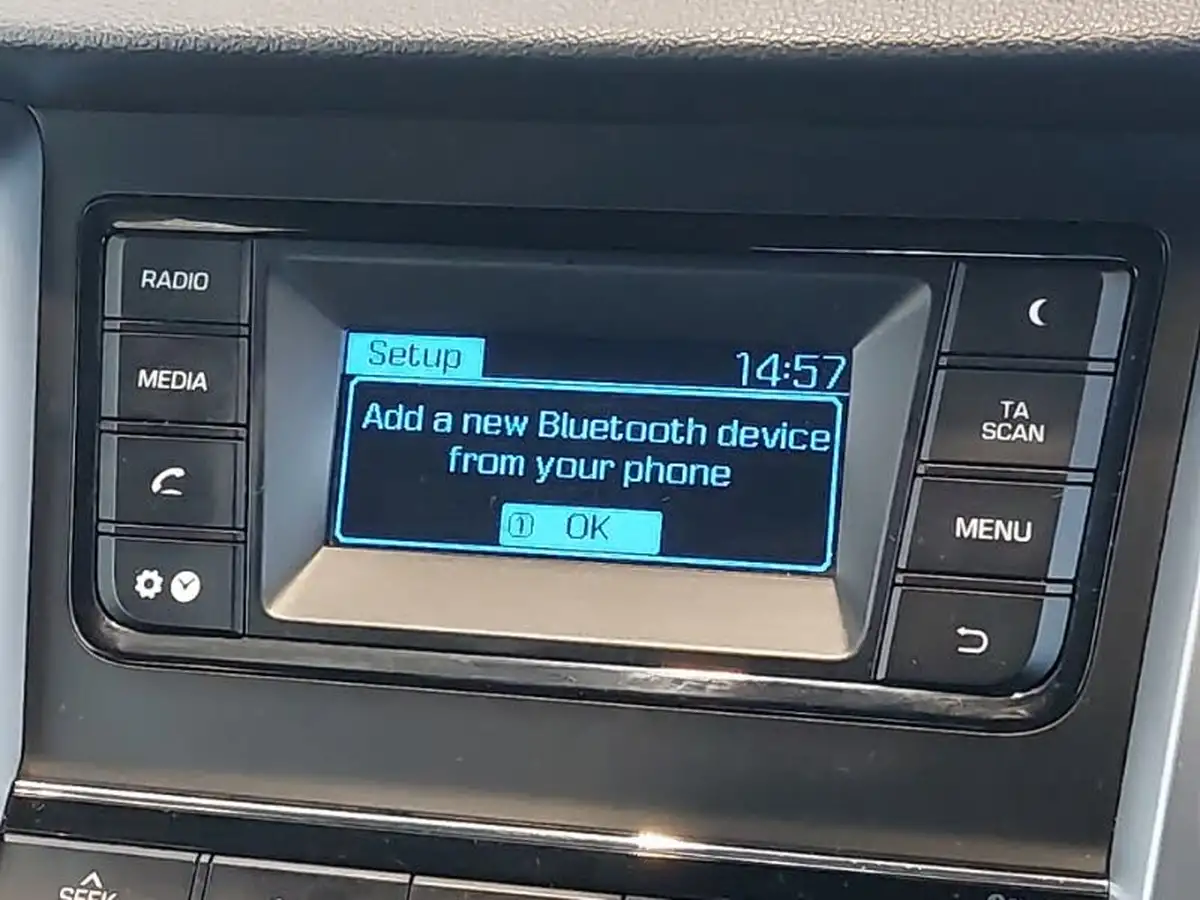 RADIO
MEDIA
Setup
14:57
Add a new Bluetooth device
from your phone
1 OK
TA
SCAN
MENU
SEEK